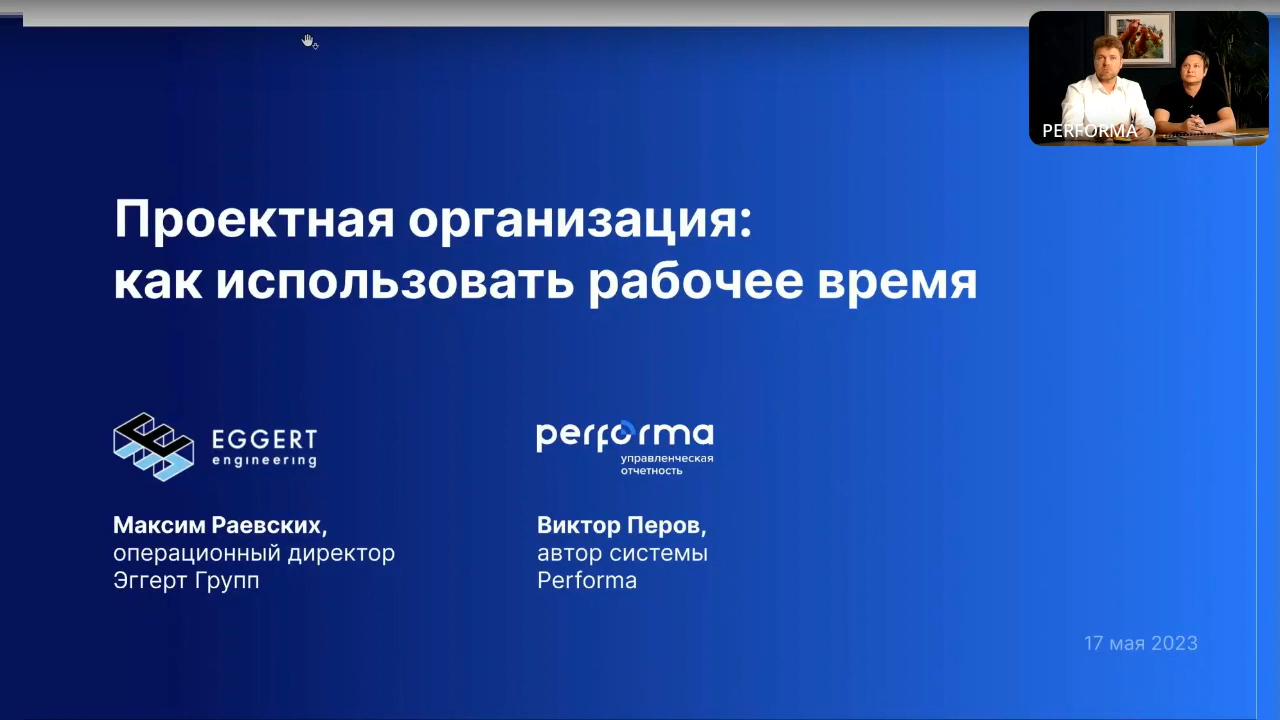 PERFORMA
Проектная организация:
как использовать рабочее время
EGGERT
engineering
performa
управленческая
отчетность
Максим Раевских,
операционный директор
Эггерт Групп
Виктор Перов,
автор системы
Performa
17 мая 2023